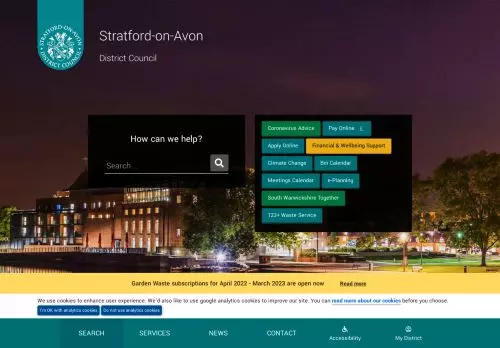 STRATFORD-ON-AVON
DISTRICT COUNCIL
Stratford-on-Avon
District Council
How can we help?
Search...
Coronavirus Advice
Pay Online £
Apply Online
Financial & Wellbeing Support
Climate Change
Bin Calendar
Meetings Calendar
e-Planning
South Warwickshire Together
123+ Waste Service
Garden Waste subscriptions for April 2022 - March 2023 are open now Read more
We use cookies to enhance user experience. We'd also like to use google analytics cookies to improve our site. You can read more about our cookies before you choose.
I'm OK with analytics cookies Do not use analytics cookies
SEARCH SERVICES NEWS CONTACT Accessibility My District